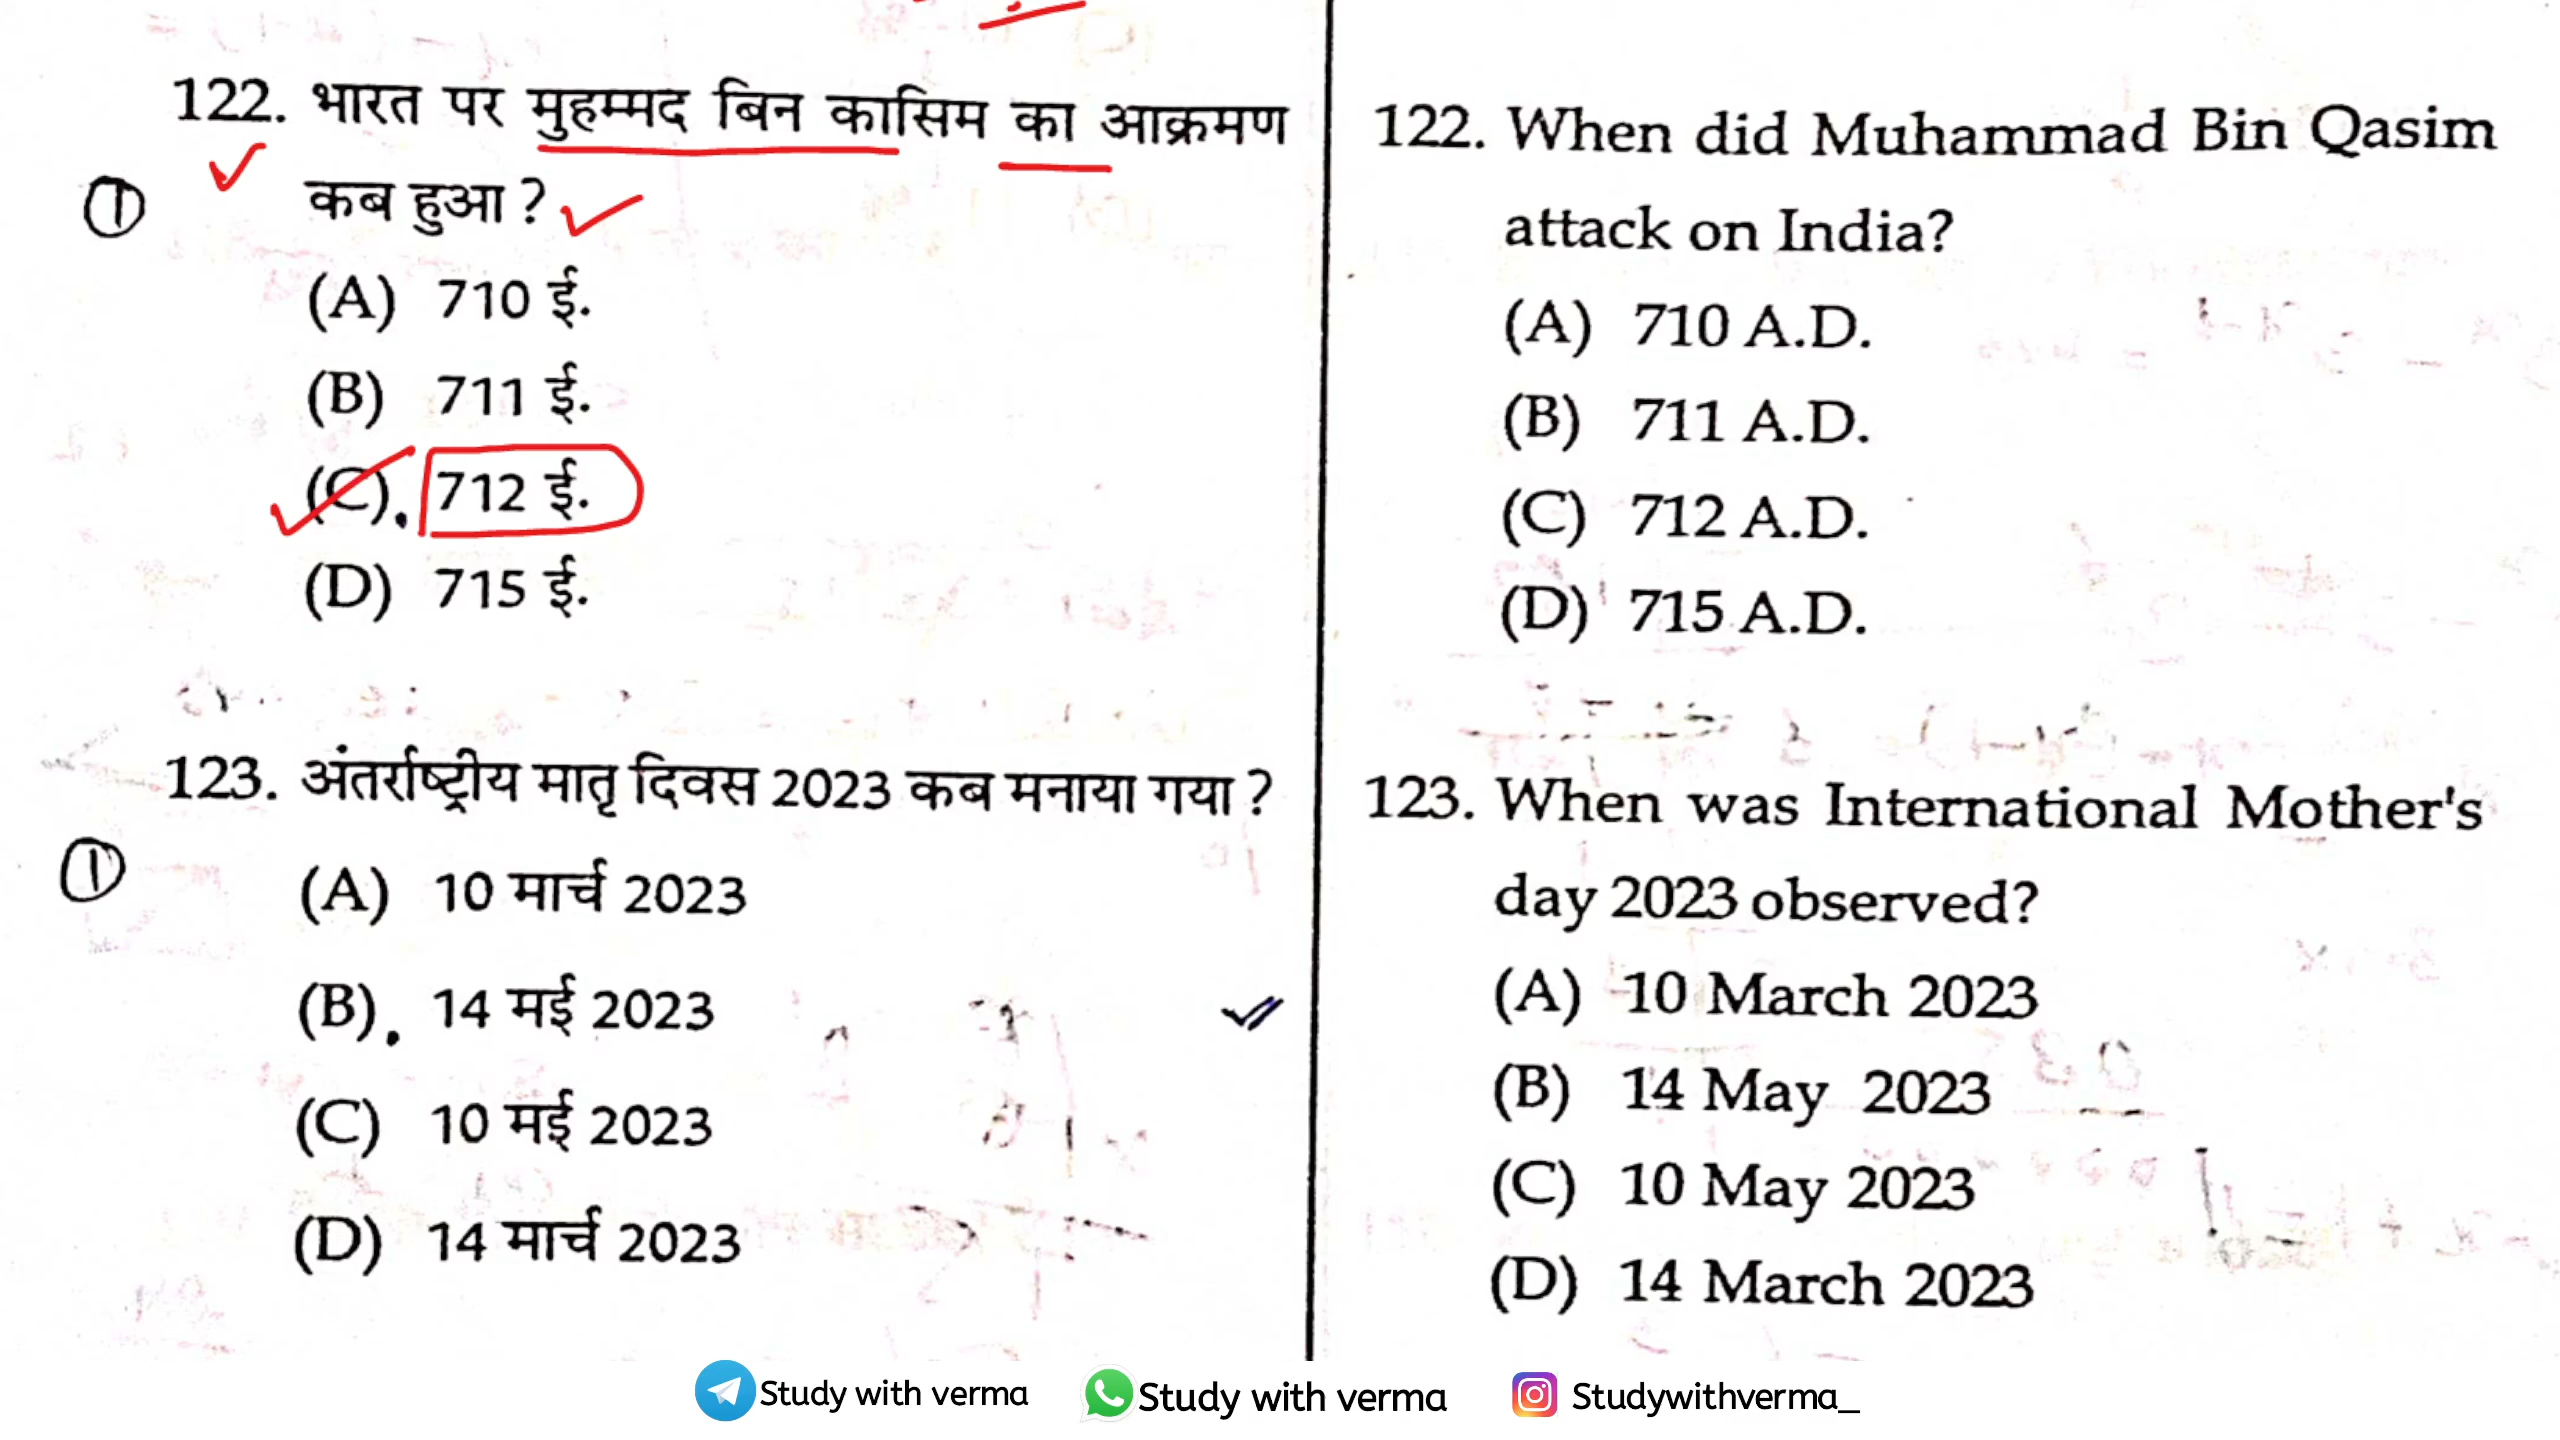 122. भारत पर मुहम्मद बिन कासिम का आक्रमण
कब हुआ ?
(A) 710 ई.
(B) 711 ई.
(C) 712 ई.
(D) 715 ई.
123. अंतर्राष्ट्रीय मातृ दिवस 2023 कब मनाया गया ?
(A) 10 मार्च 2023
(B) 14 मई 2023
(C) 10 मई 2023
(D) 14 मार्च 2023
122. When did Muhammad Bin Qasim
attack on India?
(A) 710 A.D.
(B) 711 A.D.
(C) 712 A.D.
(D) 715 A.D.
123. When was International Mother's
day 2023 observed?
(A) 10 March 2023
(B) 14 May 2023
(C) 10 May 2023
(D) 14 March 2023
① 
①
Study with verma
Study with verma
Studywithverma_